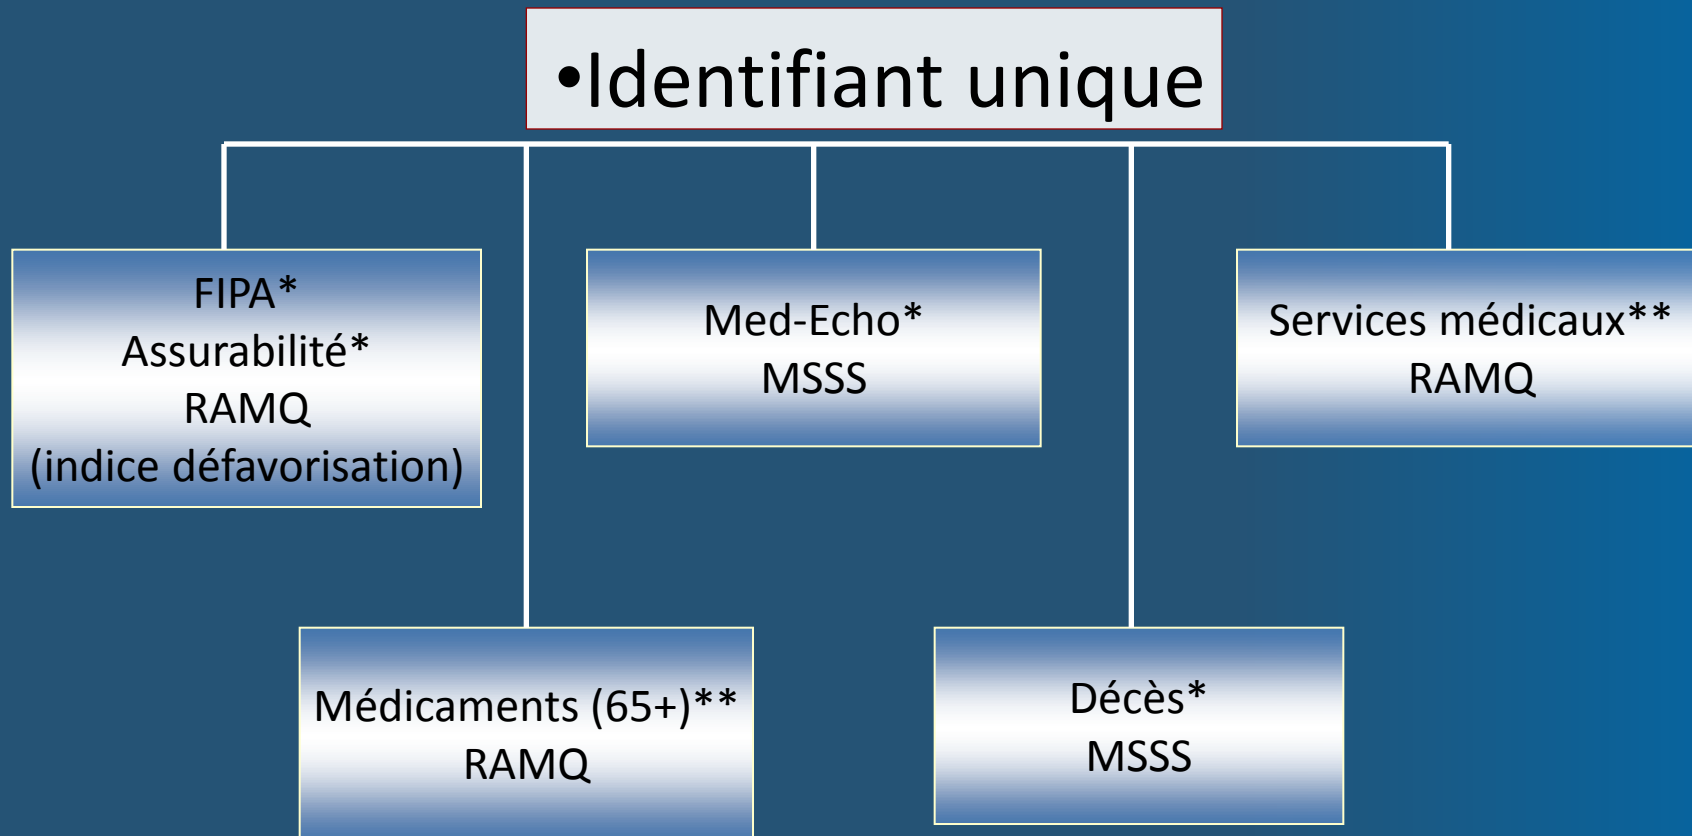 •Identifiant unique
FIPA*
Assurabilité*
RAMQ
(indice défavorisation)
Med-Echo*
MSSS
Services médicaux**
RAMQ
Médicaments (65+)**
RAMQ
Décès*
MSSS